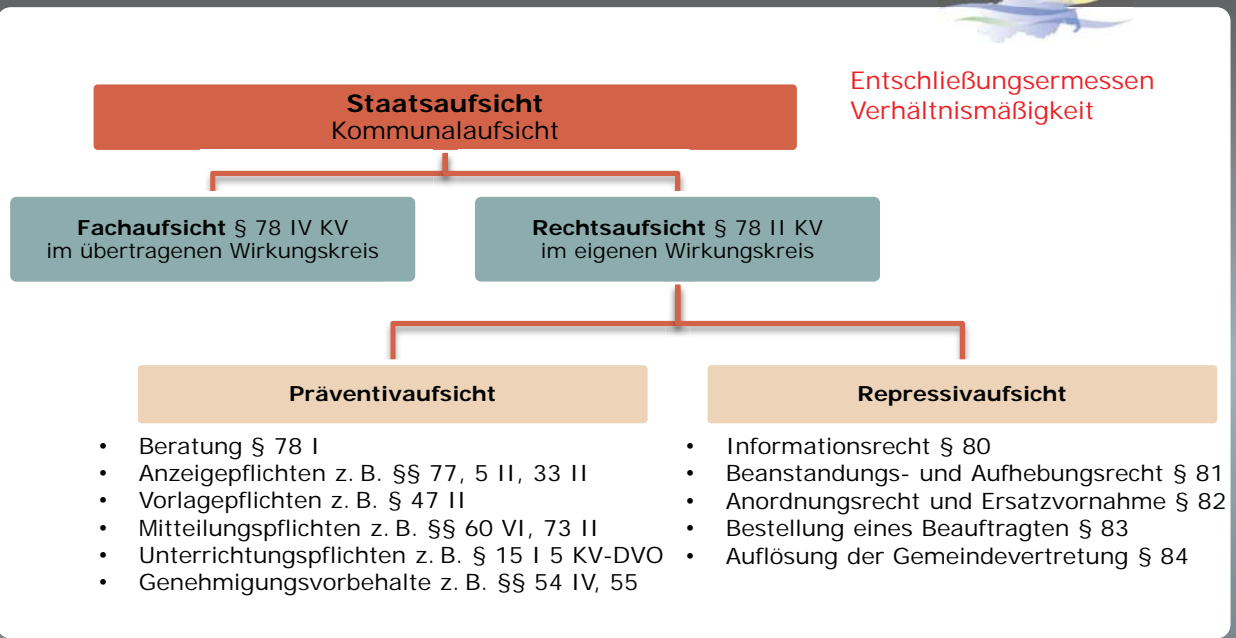 Entschließungsermessen
Verhältnismäßigkeit
Staatsaufsicht
Kommunalaufsicht
Fachaufsicht § 78 IV KV
im übertragenen Wirkungskreis
Rechtsaufsicht § 78 II KV
im eigenen Wirkungskreis
Präventivaufsicht
• Beratung § 78 I
• Anzeigepflichten z. B. §§ 77, 5 II, 33 II
• Vorlagepflichten z. B. § 47 II
• Mitteilungspflichten z. B. §§ 60 VI, 73 II
• Unterrichtungspflichten z. B. § 15 I 5 KV-DVO
• Genehmigungsvorbehalte z. B. §§ 54 IV, 55
Repressivaufsicht
• Informationsrecht § 80
• Beanstandungs- und Aufhebungsrecht § 81
• Anordnungsrecht und Ersatzvornahme § 82
• Bestellung eines Beauftragten § 83
• Auflösung der Gemeindevertretung § 84